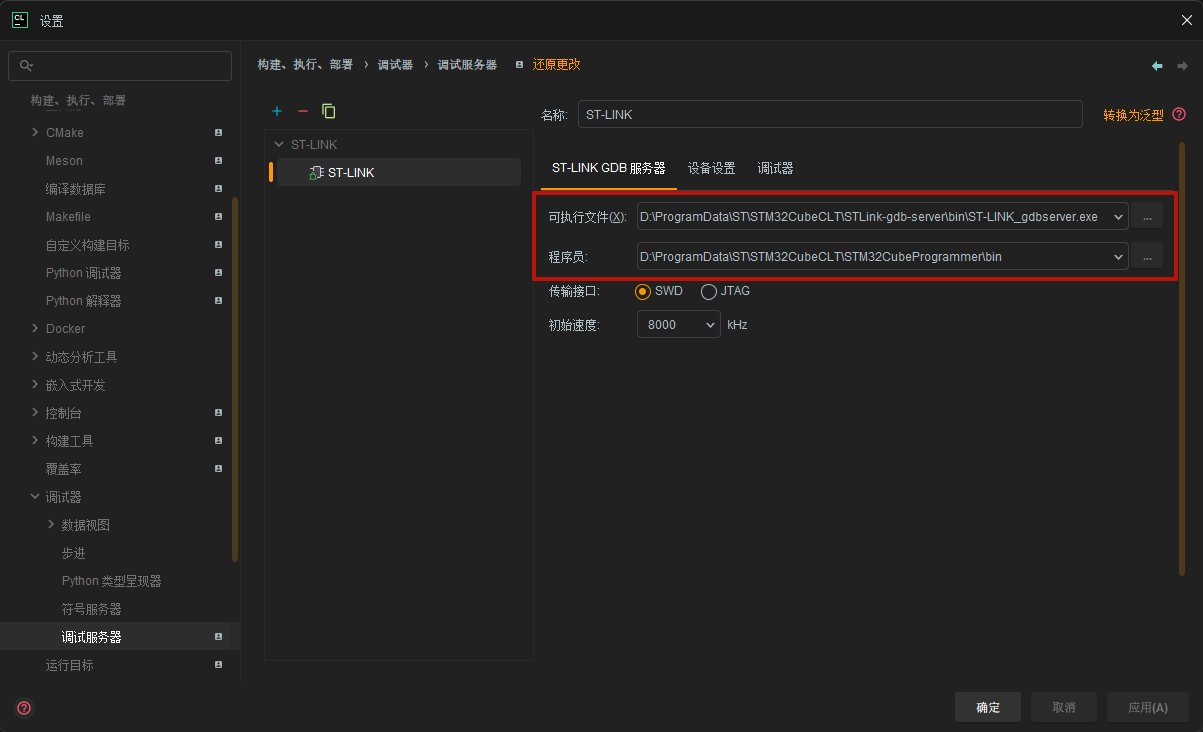 CL 设置
构建、执行、部署
CMake
Meson
编译数据库
Makefile
自定义构建目标
Python 调试器
Python 解释器
Docker
动态分析工具
嵌入式开发
控制台
构建工具
覆盖率
调试器
数据视图
步进
Python 类型呈现器
符号服务器
调试服务器
运行目标
构建、执行、部署 › 调试器 › 调试服务器 还原更改
ST-LINK
ST-LINK
名称: ST-LINK 转换为泛型
ST-LINK GDB 服务器 设备设置 调试器
可执行文件(X): D:\ProgramData\ST\STM32CubeCLT\STLink-gdb-server\bin\ST-LINK_gdbserver.exe ...
程序员: D:\ProgramData\ST\STM32CubeCLT\STM32CubeProgrammer\bin ...
传输接口: SWD JTAG
初始速度: 8000 kHz
确定 取消 应用(A)